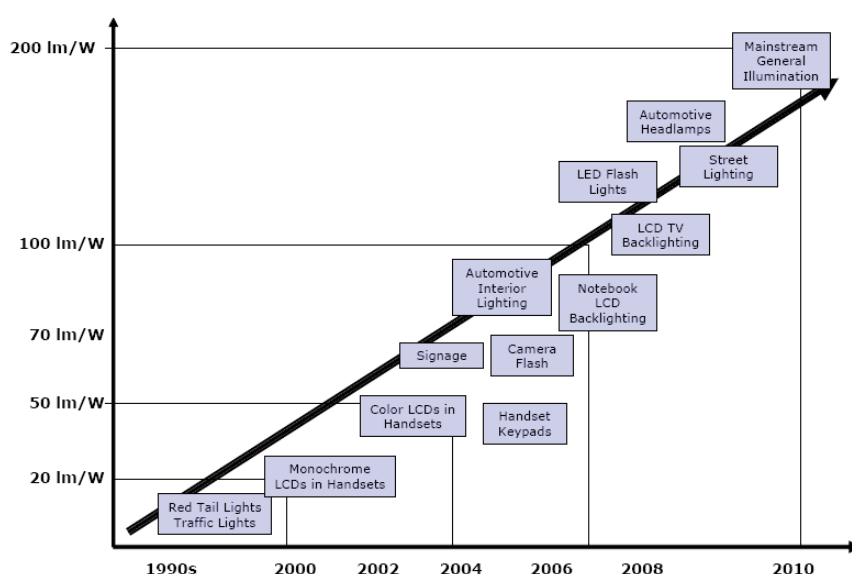 200 lm/W
Mainstream
General
Illumination
Automotive
Headlamps
Street
Lighting
LED Flash
Lights
LCD TV
Backlighting
100 lm/W
Automotive
Interior
Lighting
Notebook
LCD
Backlighting
70 lm/W
Signage
Camera
Flash
50 lm/W
Color LCDs in
Handsets
Handset
Keypads
20 lm/W
Monochrome
LCDs in Handsets
Red Tail Lights
Traffic Lights
1990s 2000 2002 2004 2006 2008 2010